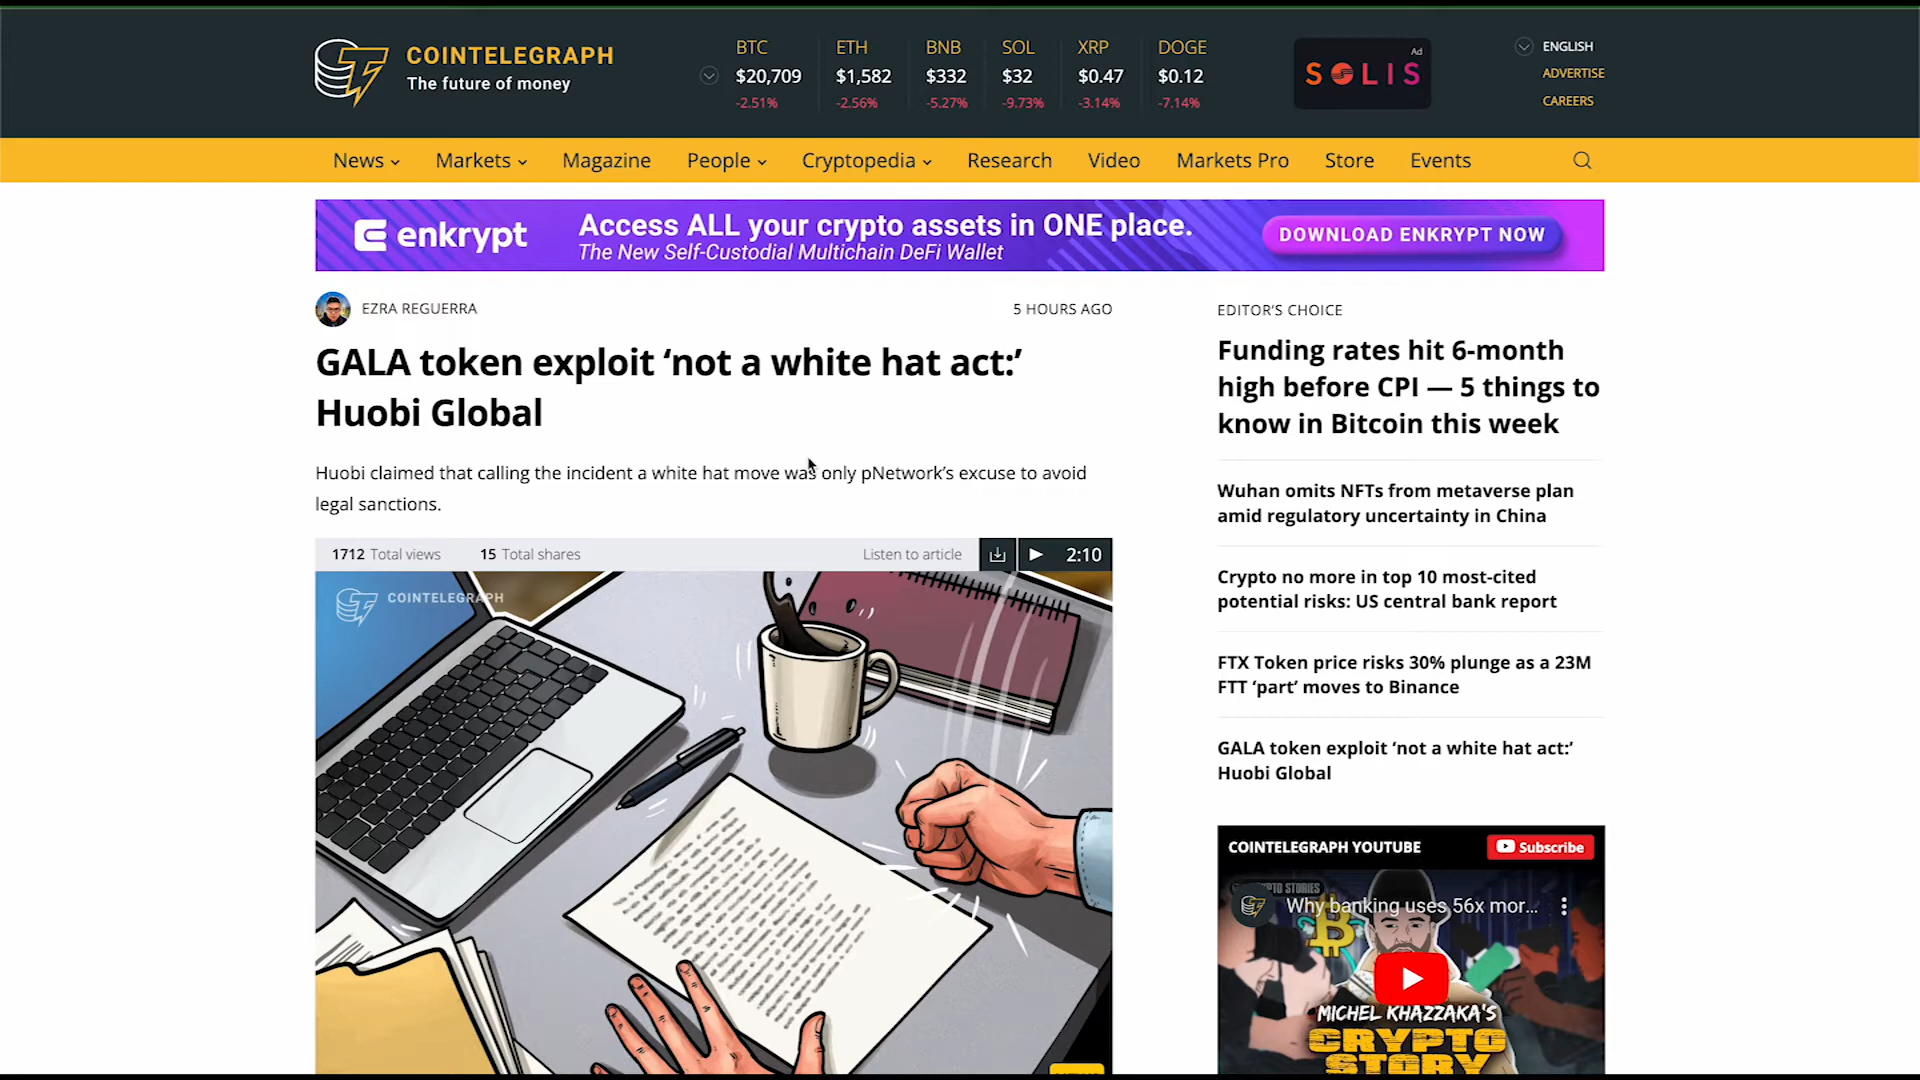 COINTELEGRAPH
The future of money
BTC
$20,709
-2.51%
ETH
$1,582
-2.56%
BNB
$332
-5.27%
SOL
$32
-9.73%
XRP
$0.47
-3.14%
DOGE
$0.12
-7.14%
Ad
SOLIS
ENGLISH
ADVERTISE
CAREERS
News
Markets
Magazine
People
Cryptopedia
Research
Video
Markets Pro
Store
Events
enkrypt
Access ALL your crypto assets in ONE place.
The New Self-Custodial Multichain DeFi Wallet
DOWNLOAD ENKRYPT NOW
EZRA REGUERRA
5 HOURS AGO
GALA token exploit ‘not a white hat act:’
Huobi Global
Huobi claimed that calling the incident a white hat move was only pNetwork’s excuse to avoid
legal sanctions.
1712 Total views
15 Total shares
Listen to article
2:10
COINTELEGRAPH
EDITOR’S CHOICE
Funding rates hit 6-month
high before CPI — 5 things to
know in Bitcoin this week
Wuhan omits NFTs from metaverse plan
amid regulatory uncertainty in China
Crypto no more in top 10 most-cited
potential risks: US central bank report
FTX Token price risks 30% plunge as a 23M
FTT ‘part’ moves to Binance
GALA token exploit ‘not a white hat act:’
Huobi Global
COINTELEGRAPH YOUTUBE
Subscribe
Why banking uses 56x mor...
MICHEL KHAZZAKA'S
CRYPTO
STORY